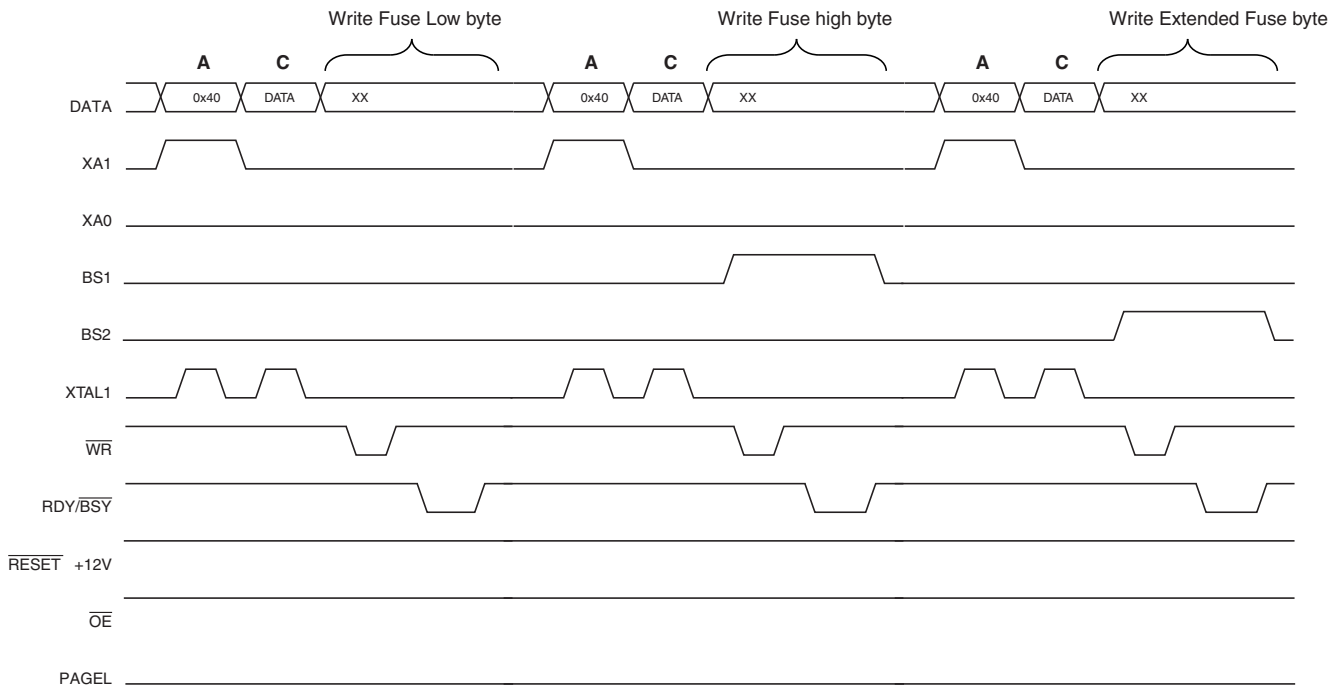 Write Fuse Low byte Write Fuse high byte Write Extended Fuse byte
A C A C A C
DATA 0x40 DATA XX 0x40 DATA XX 0x40 DATA XX
XA1
XA0
BS1
BS2
XTAL1
WR
RDY/BSY
RESET +12V
OE
PAGEL